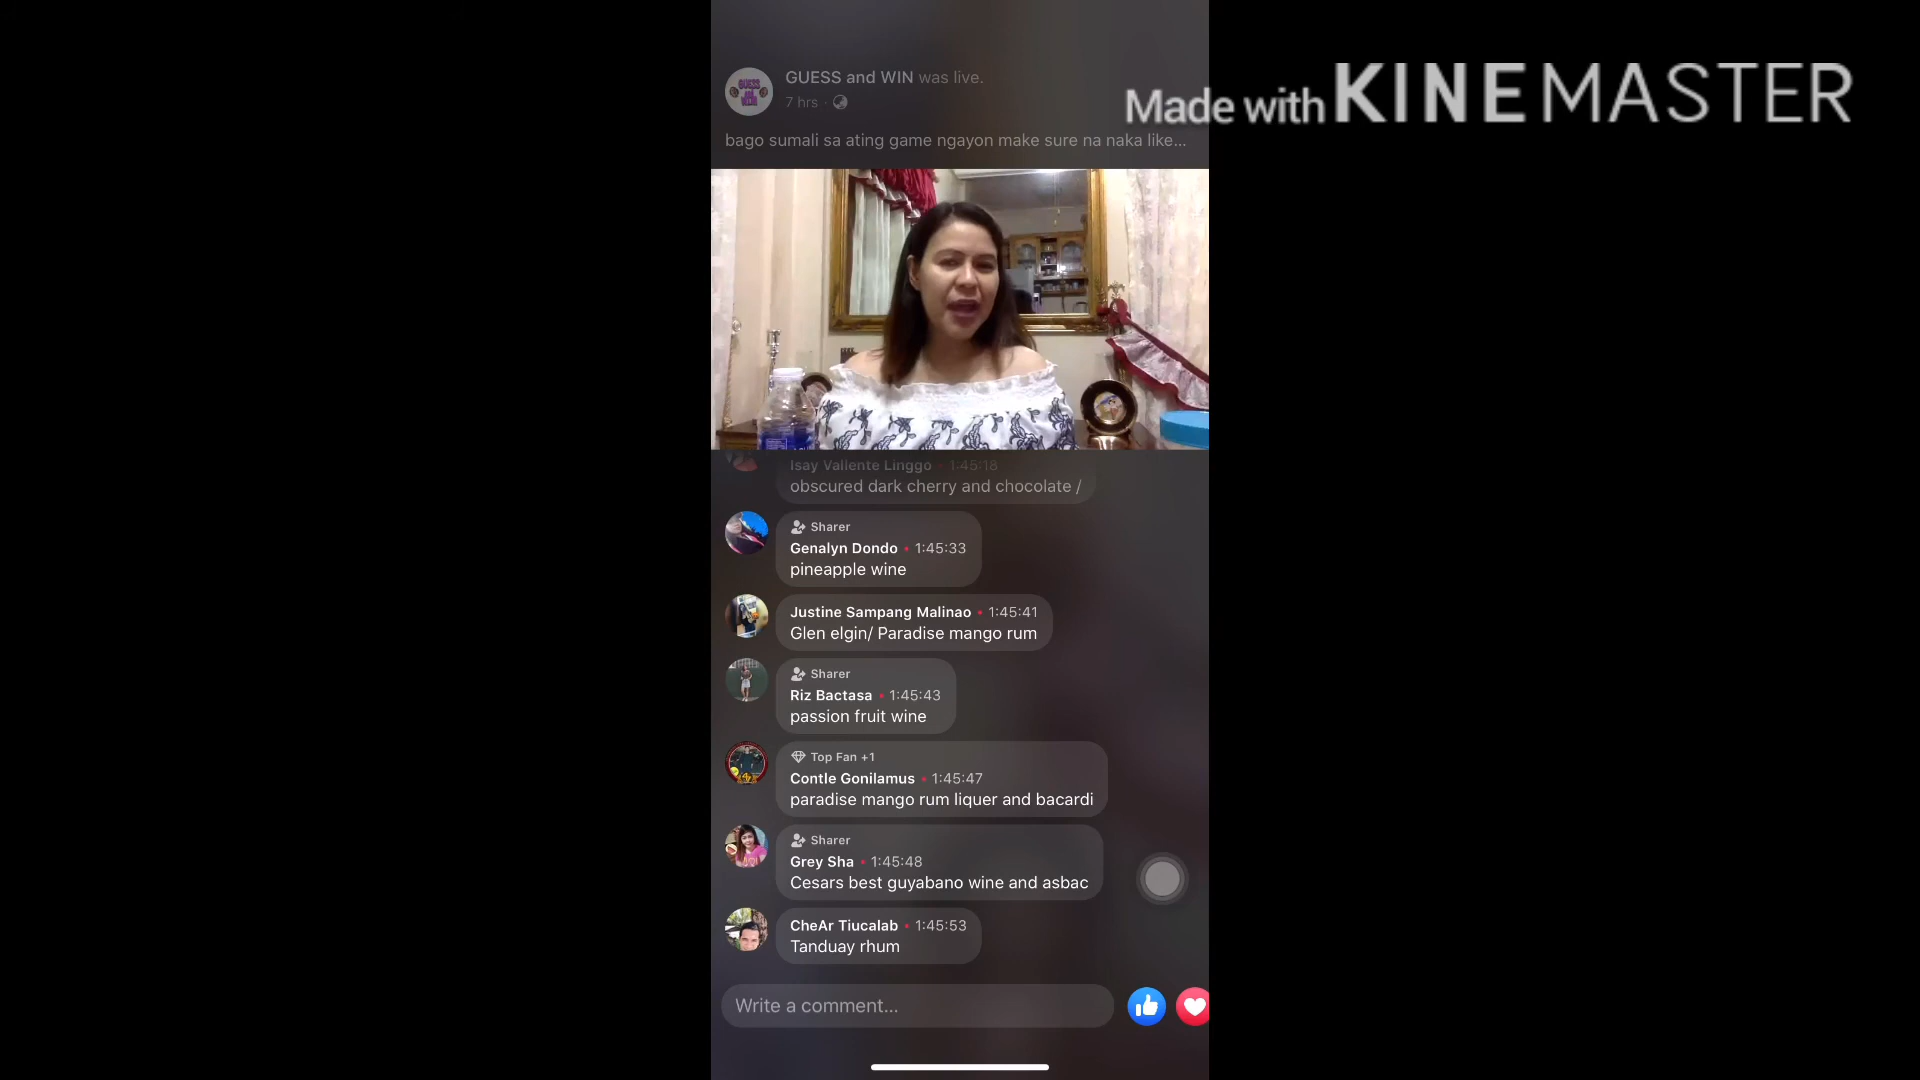 GUESS and WIN was live.
7 hrs ·
Made with KINEMASTER
bago sumali sa ating game ngayon make sure na naka like...
Isay Valiente Linggo • 1:45:18
obscured dark cherry and chocolate /
Sharer
Genalyn Dondo • 1:45:33
pineapple wine
Justine Sampang Malinao • 1:45:41
Glen elgin/ Paradise mango rum
Sharer
Riz Bactasa • 1:45:43
passion fruit wine
Top Fan +1
Contle Gonilamus • 1:45:47
paradise mango rum liquer and bacardi
Sharer
Grey Sha • 1:45:48
Cesars best guyabano wine and asbac
CheAr Tiucalab • 1:45:53
Tanduay rhum
Write a comment...